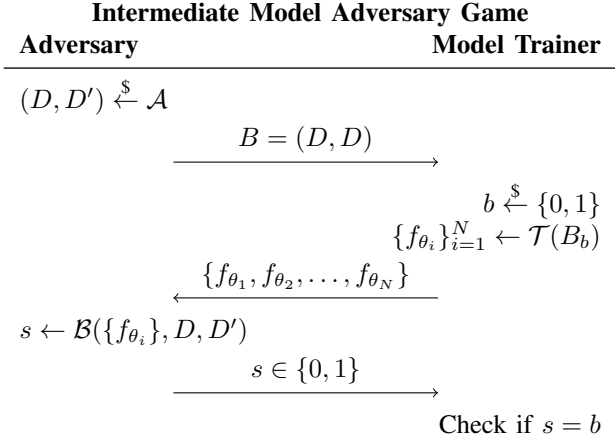 Intermediate Model Adversary Game
Adversary Model Trainer
(D, D′) ←$ 𝒜
B = (D, D)
b ←$ {0, 1}
{f_{θ_i}}_{i=1}^N ← 𝒯(B_b)
{f_{θ_1}, f_{θ_2}, . . . , f_{θ_N}}
s ← ℬ({f_{θ_i}}, D, D′)
s ∈ {0, 1}
Check if s = b